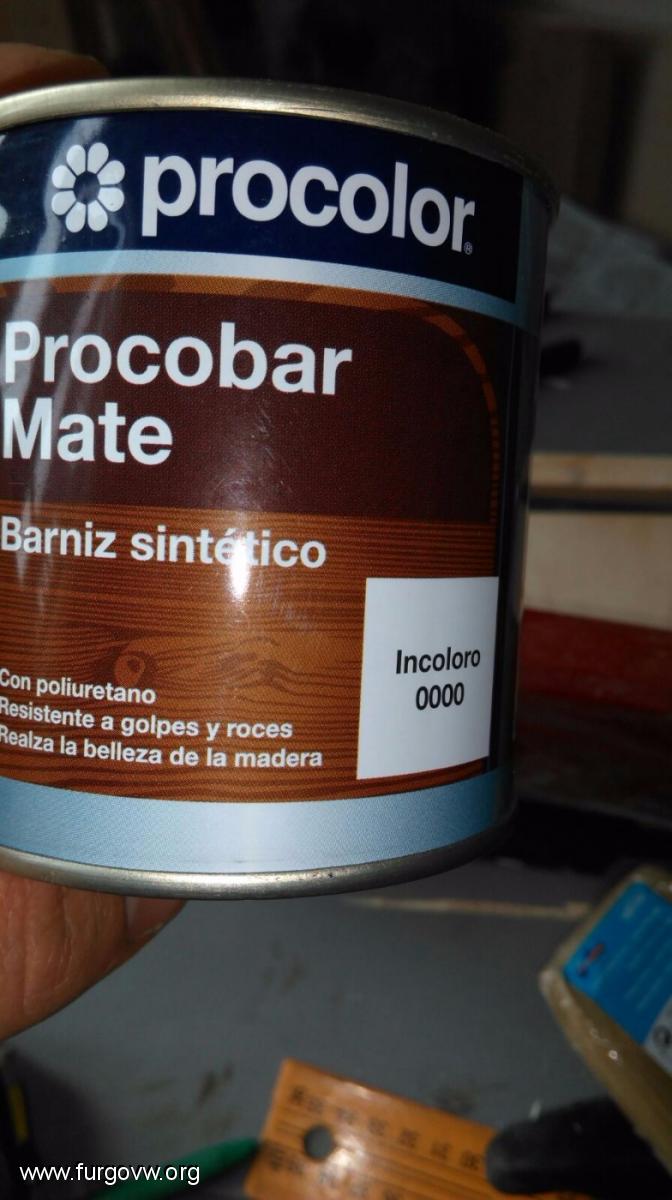 procolor®
Procobar
Mate
Barniz sintético
Incoloro
0000
Con poliuretano
Resistente a golpes y roces
Realza la belleza de la madera
www.furgovw.org